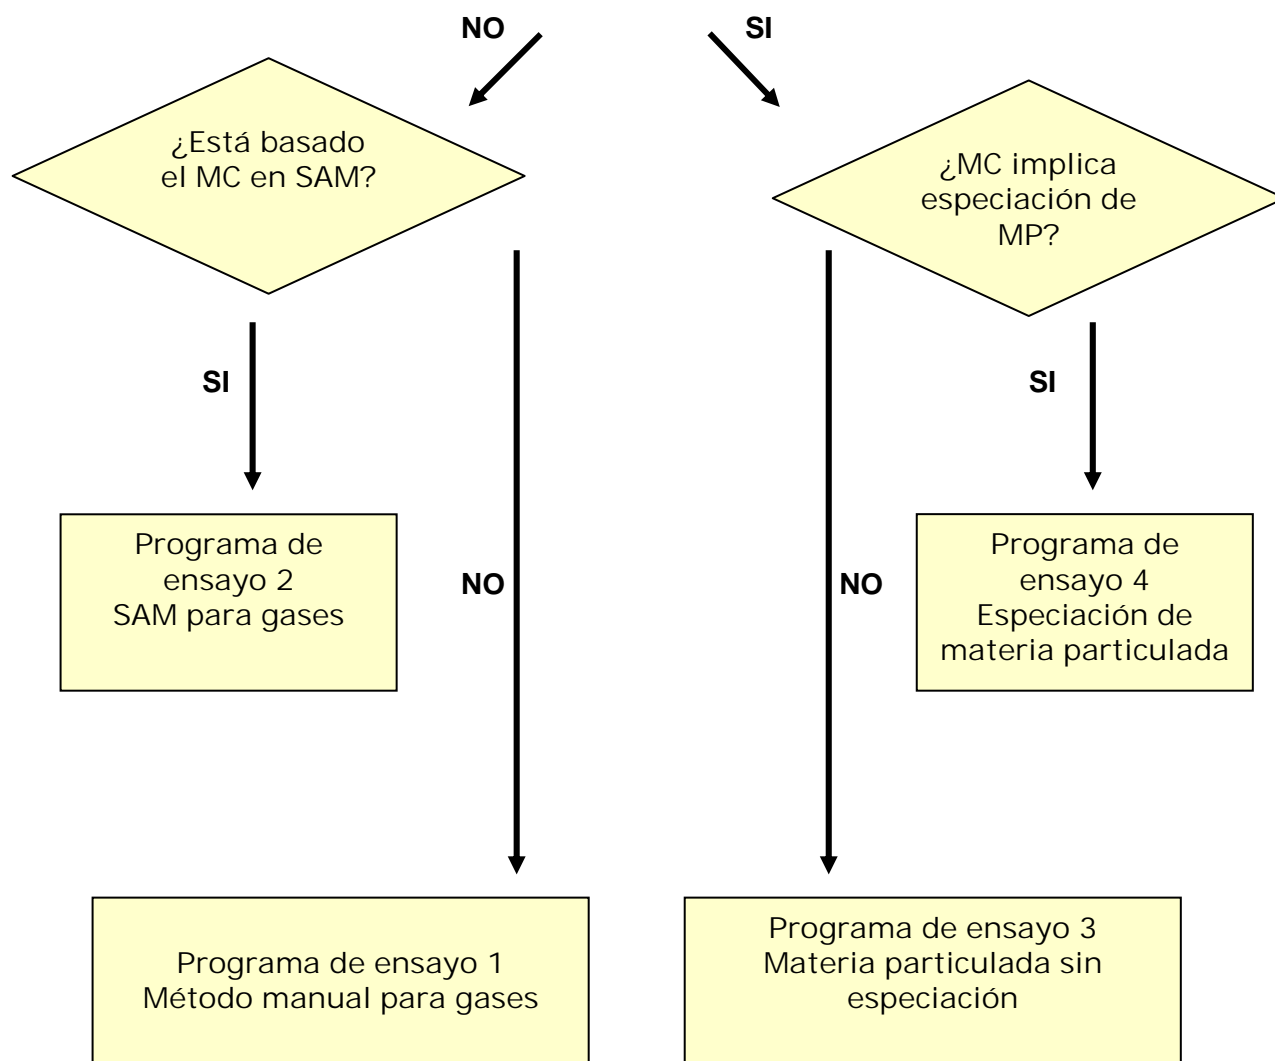 NO
SI
¿Está basado
el MC en SAM?
¿MC implica
especiación de
MP?
SI
SI
Programa de
ensayo 2
SAM para gases
NO
NO
Programa de
ensayo 4
Especiación de
materia particulada
Programa de ensayo 1
Método manual para gases
Programa de ensayo 3
Materia particulada sin
especiación